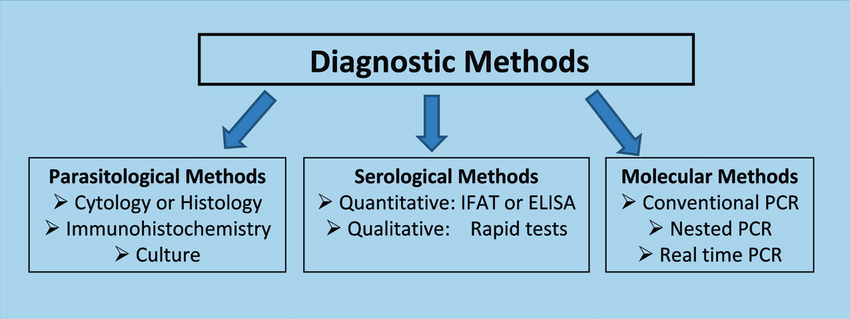 Diagnostic Methods
Parasitological Methods
➢ Cytology or Histology
➢ Immunohistochemistry
➢ Culture
Serological Methods
➢ Quantitative: IFAT or ELISA
➢ Qualitative: Rapid tests
Molecular Methods
➢ Conventional PCR
➢ Nested PCR
➢ Real time PCR